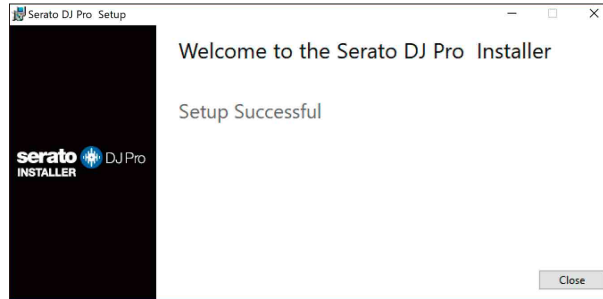 Serato DJ Pro Setup
Welcome to the Serato DJ Pro Installer
Setup Successful
serato DJ Pro
INSTALLER
Close